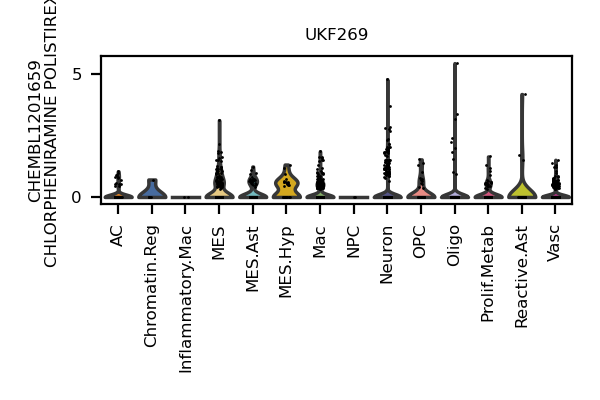 UKF269
CHEMBL1201659
CHLORPHENIRAMINE POLISTIREX
5
0
AC
Chromatin.Reg
Inflammatory.Mac
MES
MES.Ast
MES.Hyp
Mac
NPC
Neuron
OPC
Oligo
Prolif.Metab
Reactive.Ast
Vasc